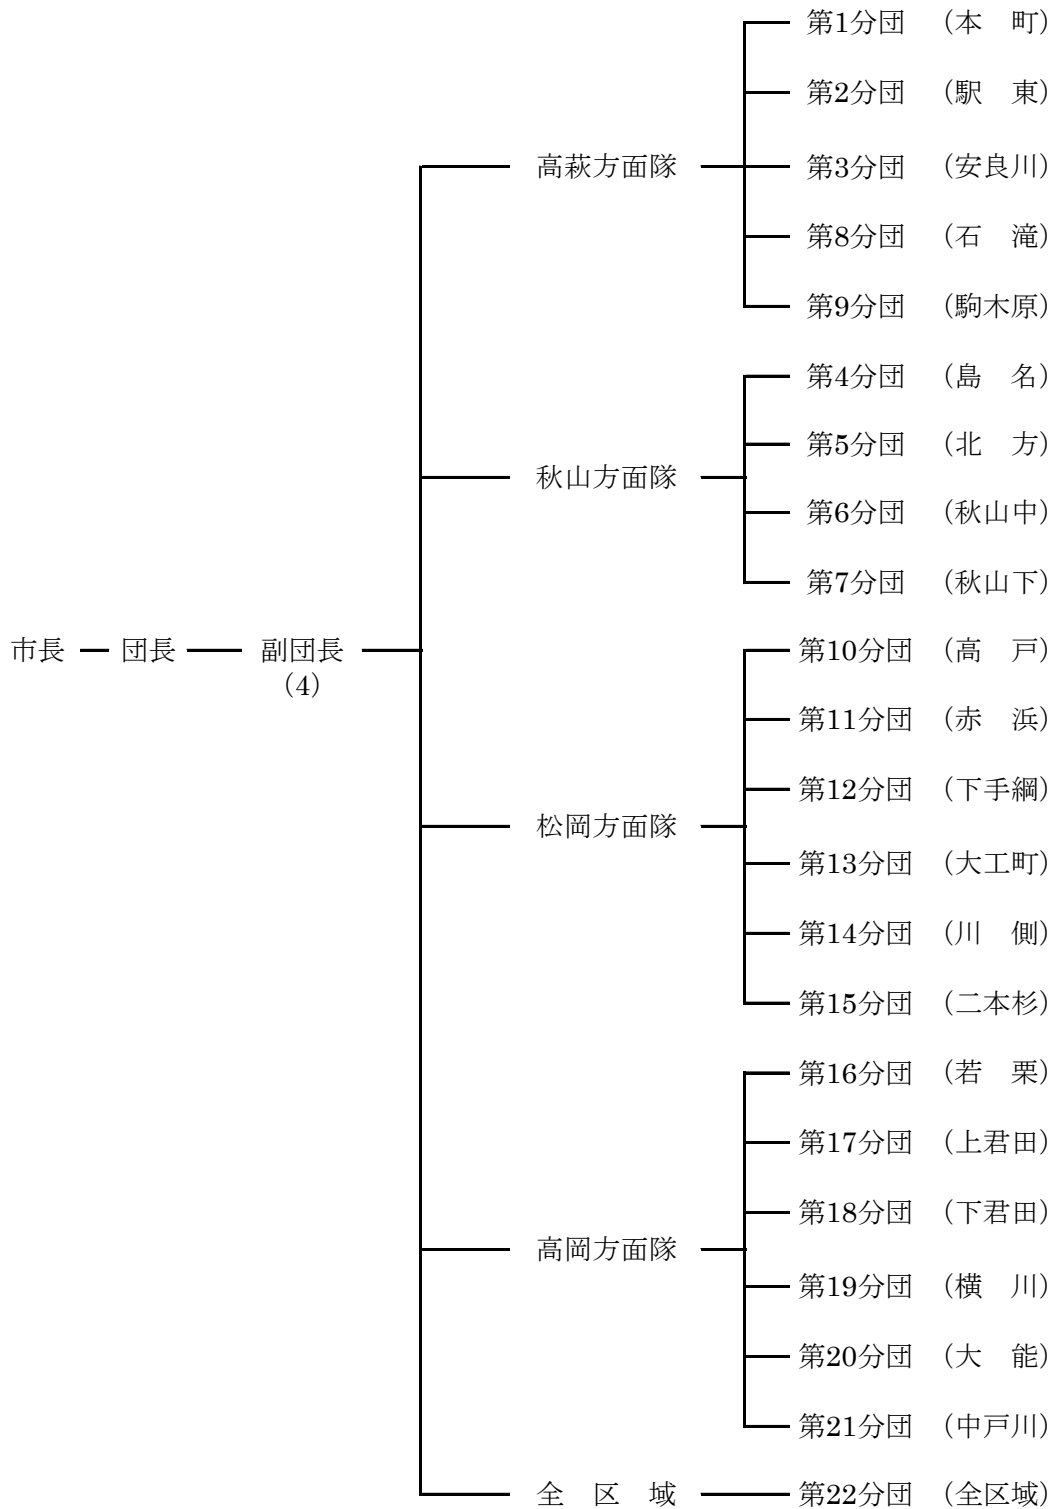 第1分団 （本　町）
第2分団 （駅　東）
高萩方面隊 第3分団 （安良川）
第8分団 （石　滝）
第9分団 （駒木原）
第4分団 （島　名）
第5分団 （北　方）
秋山方面隊
第6分団 （秋山中）
第7分団 （秋山下）
市長 団長 副団長 第10分団 （高　戸）
（4）
第11分団 （赤　浜）
第12分団 （下手綱）
松岡方面隊
第13分団 （大工町）
第14分団 （川　側）
第15分団 （二本杉）
第16分団 （若　栗）
第17分団 （上君田）
第18分団 （下君田）
高岡方面隊
第19分団 （横　川）
第20分団 （大　能）
第21分団 （中戸川）
全　区　域 第22分団 （全区域）